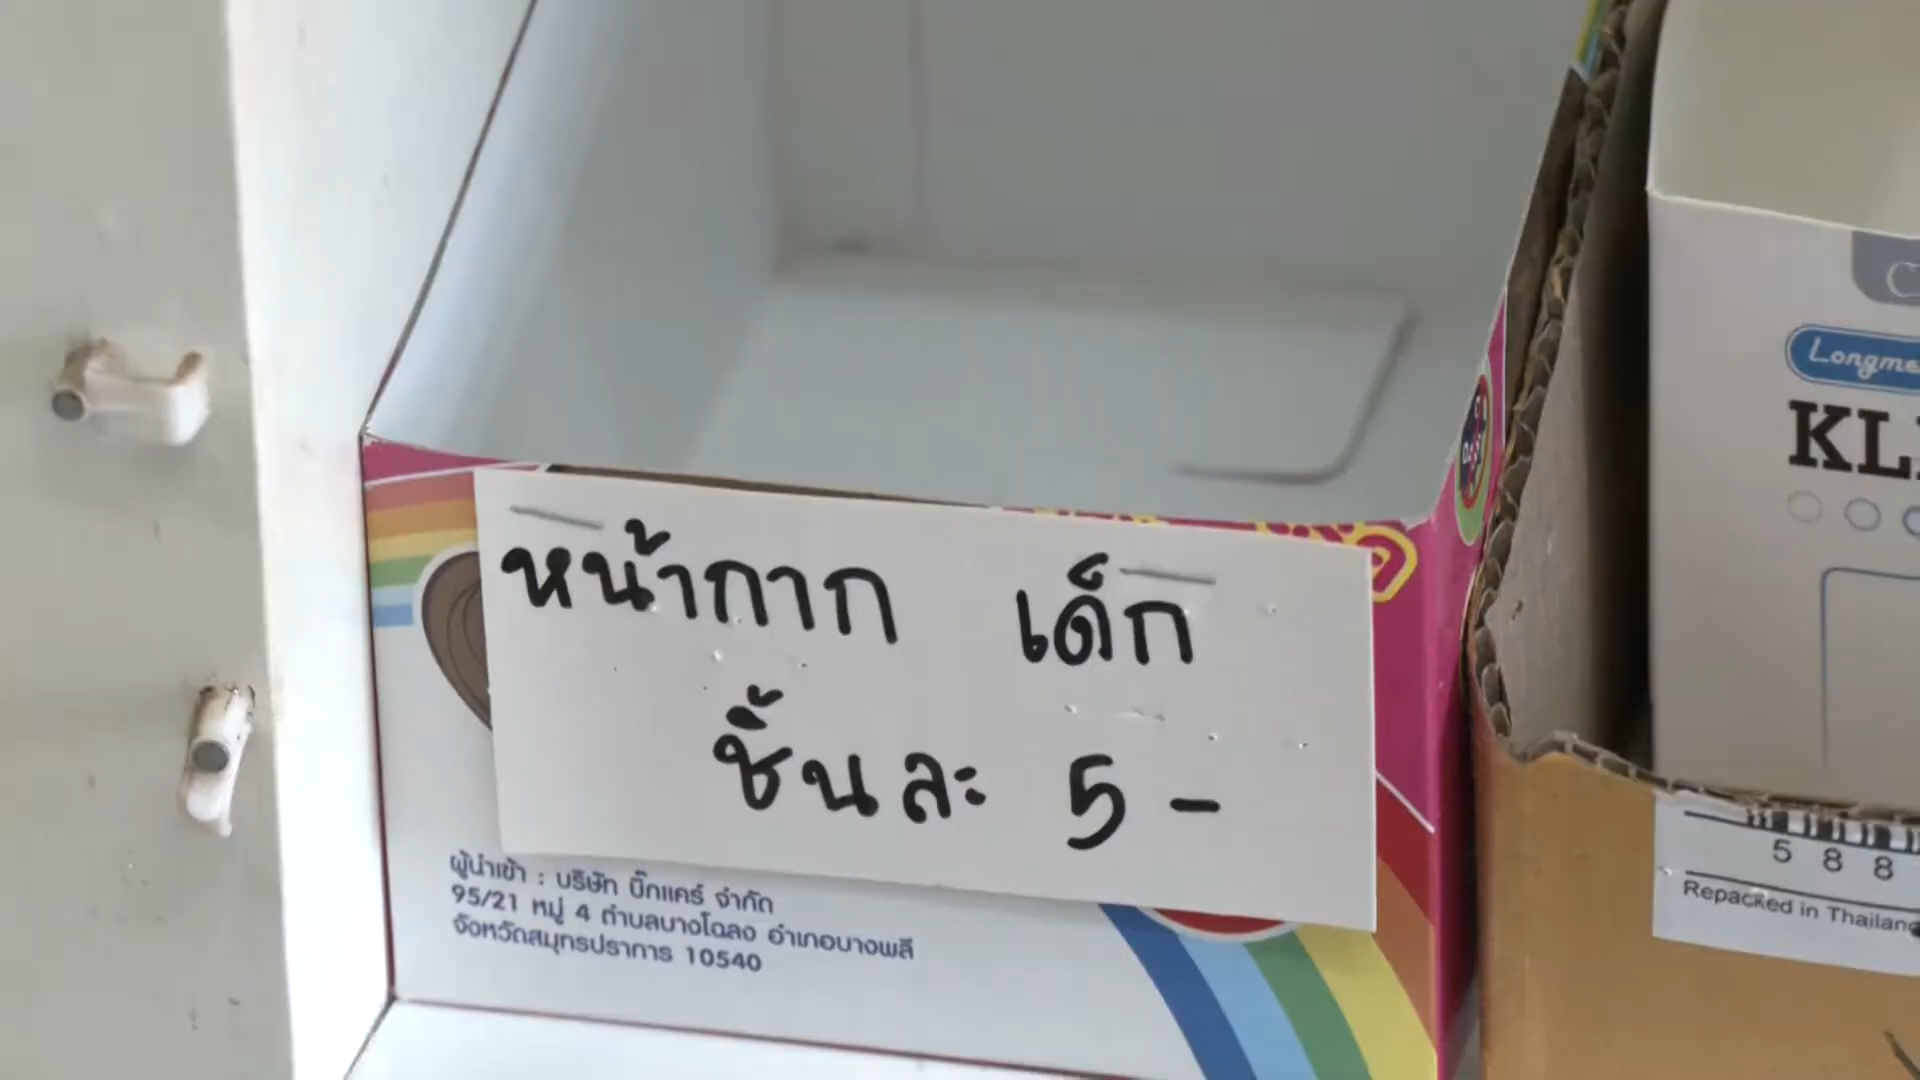 หน้ากาก เด็ก
ชิ้นละ 5 -
ผู้นำเข้า : บริษัท บิ๊กแคร์ จำกัด
95/21 หมู่ 4 ตำบลบางโฉลง อำเภอบางพลี
จังหวัดสมุทรปราการ 10540
588
Repacked in Thailand